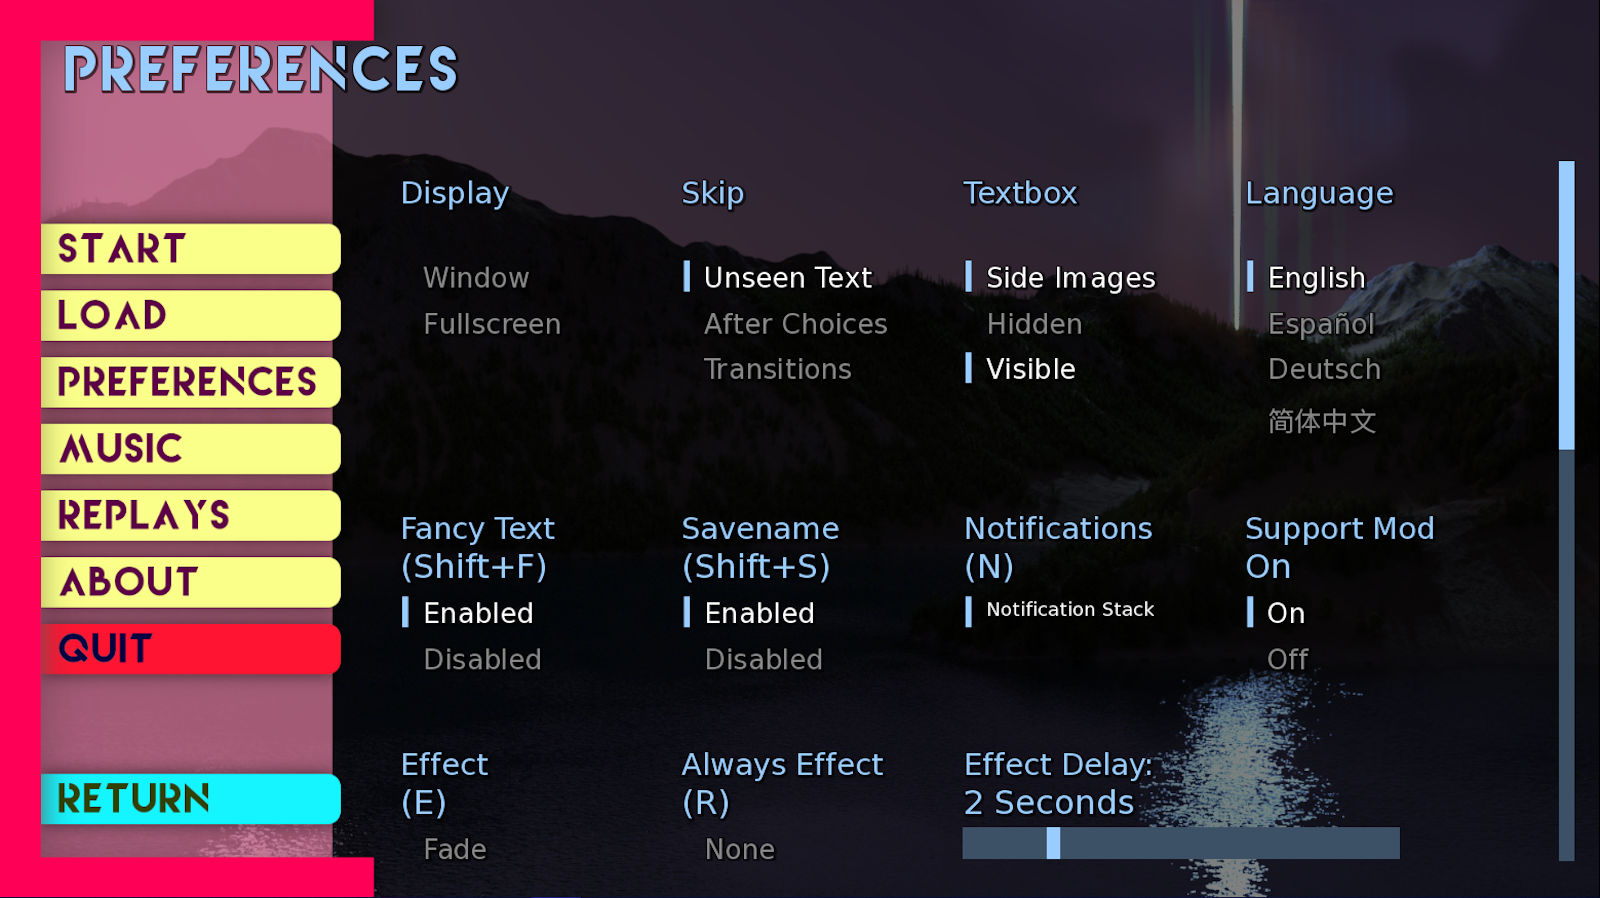 PREFERENCES
START
LOAD
PREFERENCES
MUSIC
REPLAYS
ABOUT
QUIT
RETURN
Display
Window
Fullscreen
Skip
Unseen Text
After Choices
Transitions
Textbox
Side Images
Hidden
Visible
Language
English
Español
Deutsch
简体中文
Fancy Text
(Shift+F)
Enabled
Disabled
Savename
(Shift+S)
Enabled
Disabled
Notifications
(N)
Notification Stack
Support Mod
On
On
Off
Effect
(E)
Fade
Always Effect
(R)
None
Effect Delay:
2 Seconds